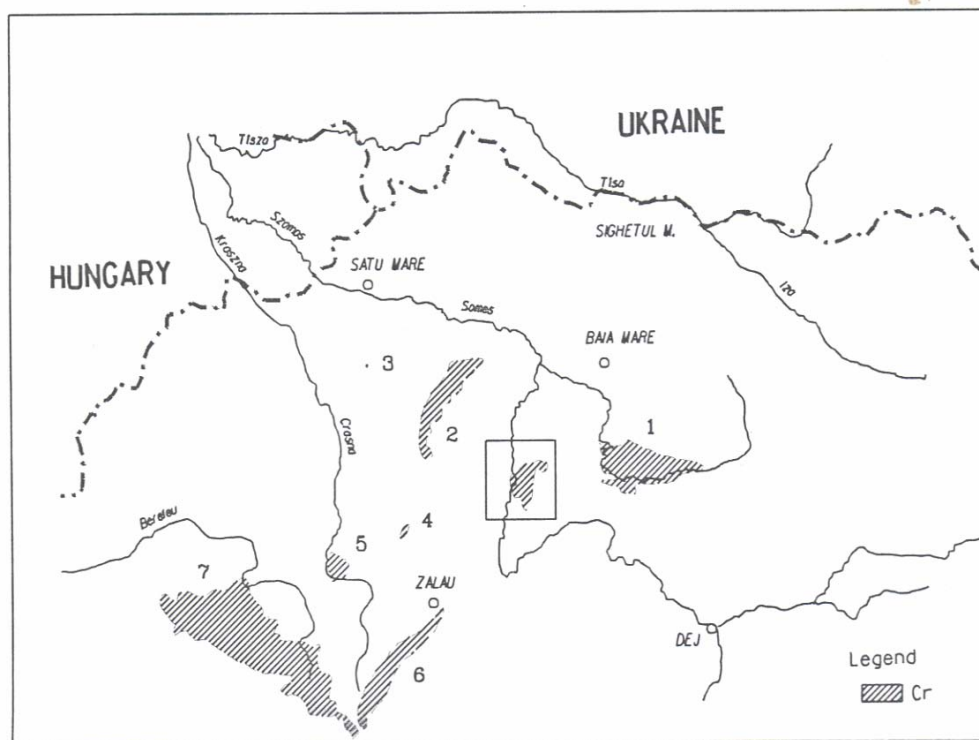 UKRAINE
Tisza
Tisa
Szamos
SIGHETUL M.
Kraszna
HUNGARY
SATU MARE
Iza
Somes
BAIA MARE
3
Crasna
2
1
4
5
7
ZALAU
DEJ
6
Legend
Cr